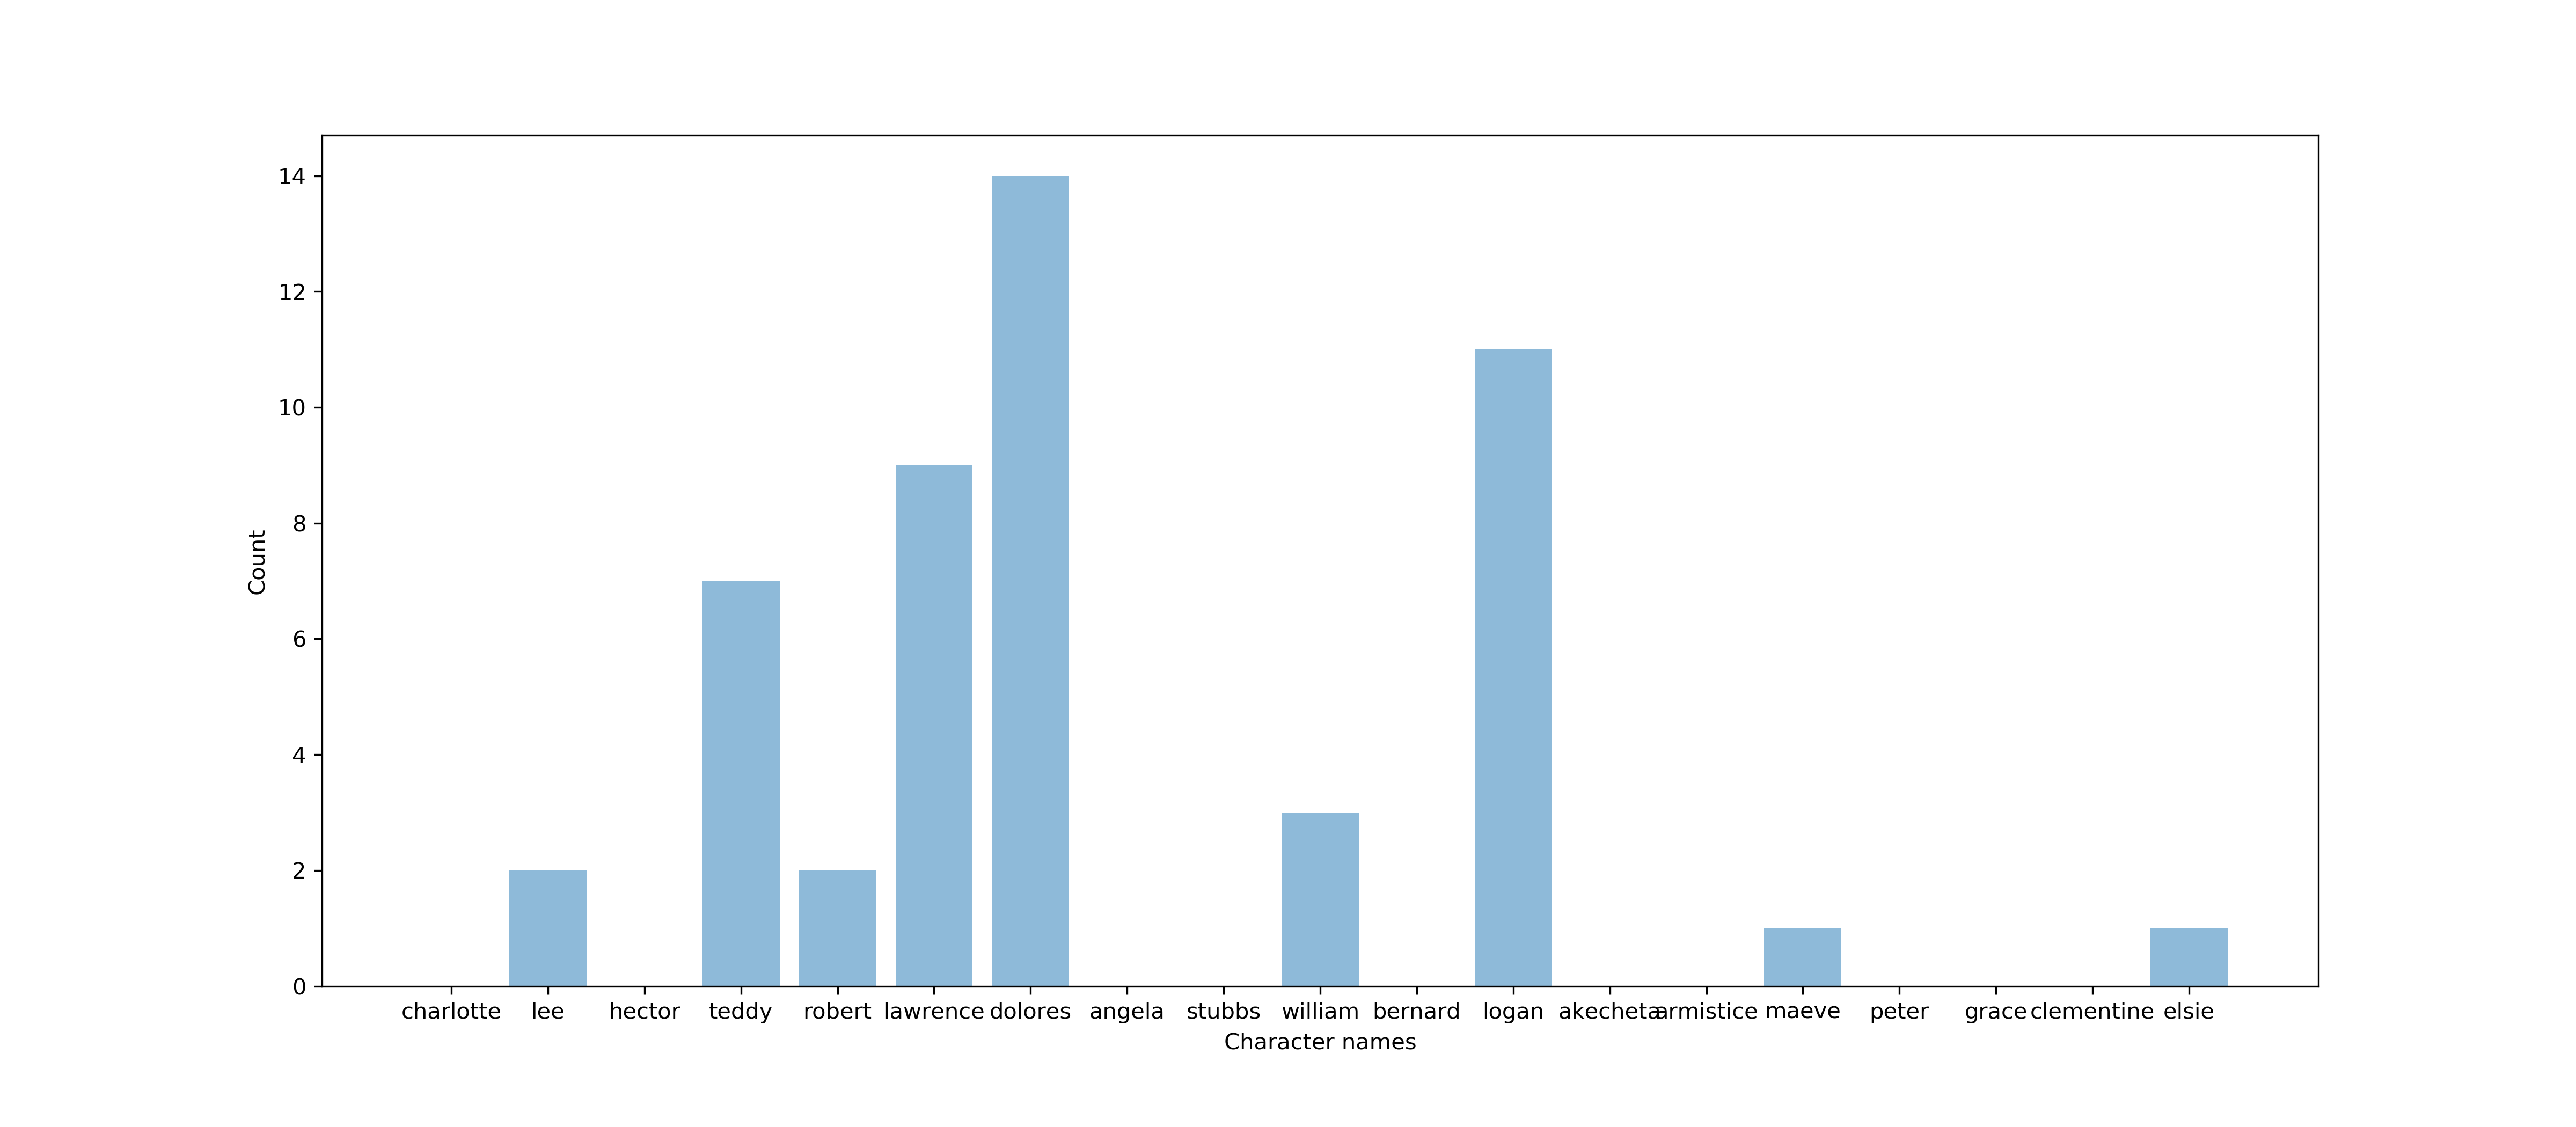 14
12
10
8
6
4
2
0
Count
charlotte lee hector teddy robert lawrence dolores angela stubbs william bernard logan akecheta armistice maeve peter grace clementine elsie
Character names